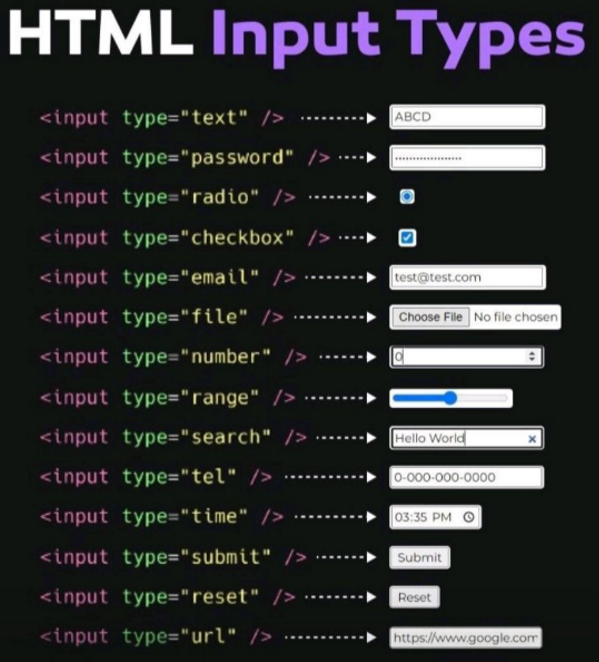 HTML Input Types
<input type="text" /> ABCD
<input type="password" /> ···················
<input type="radio" />
<input type="checkbox" />
<input type="email" /> test@test.com
<input type="file" /> Choose File No file chosen
<input type="number" /> 0
<input type="range" />
<input type="search" /> Hello World ×
<input type="tel" /> 0-000-000-0000
<input type="time" /> 03:35 PM
<input type="submit" /> Submit
<input type="reset" /> Reset
<input type="url" /> https://www.google.com